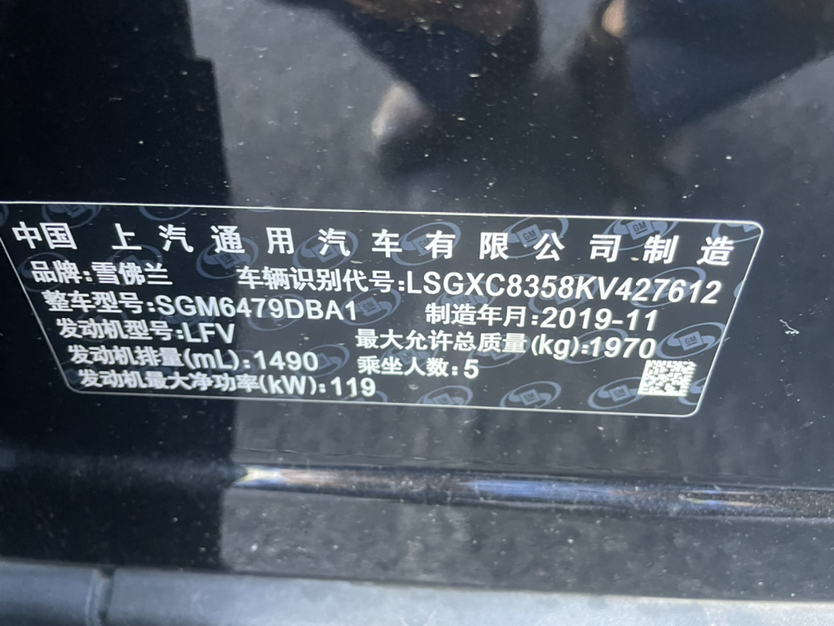 中国 上汽通用汽车有限公司制造
品牌:雪佛兰 车辆识别代号:LSGXC8358KV427612
整车型号:SGM6479DBA1 制造年月:2019-11
发动机型号:LFV 最大允许总质量(kg):1970
发动机排量(mL):1490 乘坐人数:5
发动机最大净功率(kW):119